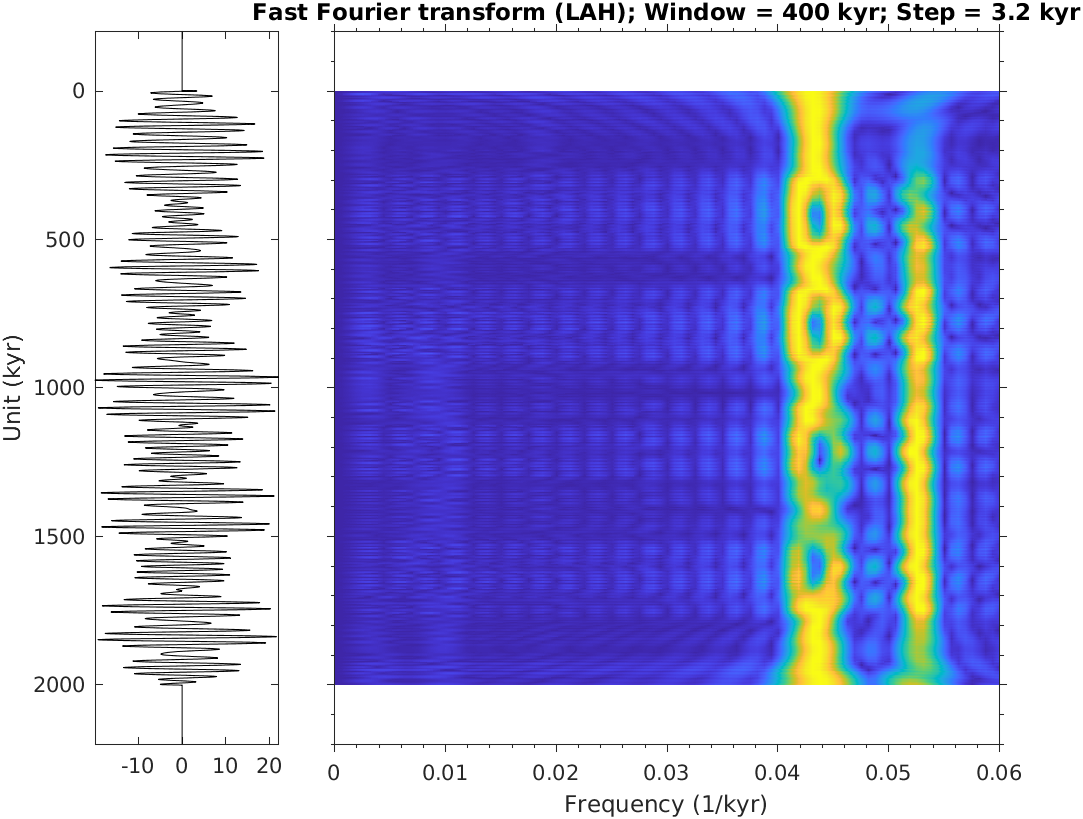 Fast Fourier transform (LAH); Window = 400 kyr; Step = 3.2 kyr
Unit (kyr)
0
500
1000
1500
2000
-10 0 10 20
0 0.01 0.02 0.03 0.04 0.05 0.06
Frequency (1/kyr)